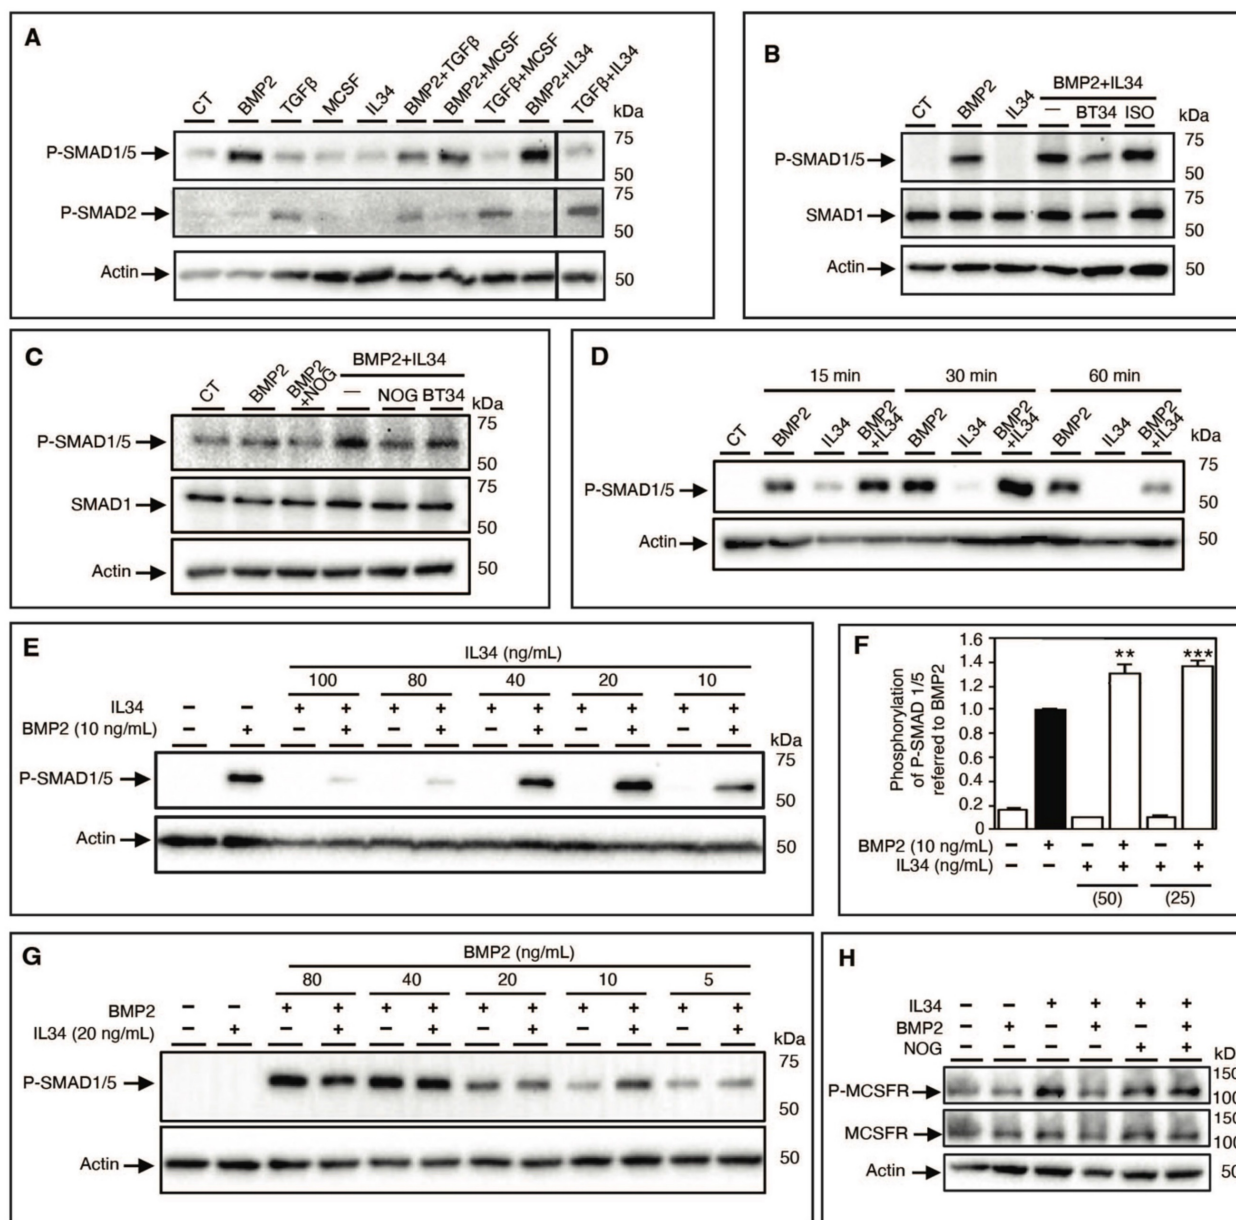 A
CT BMP2 TGFβ MCSF IL34 BMP2+TGFβ BMP2+MCSF TGFβ+MCSF BMP2+IL34 TGFβ+IL34
kDa
P-SMAD1/5 75
50
P-SMAD2 75
50
Actin 50
B
BMP2+IL34
CT BMP2 IL34 – BT34 ISO kDa
P-SMAD1/5 75
50
SMAD1 75
50
Actin 50
C
BMP2+IL34
CT BMP2 BMP2 +NOG – NOG BT34 kDa
P-SMAD1/5 75
50
SMAD1 75
50
Actin 50
D
15 min 30 min 60 min
CT BMP2 IL34 BMP2 +IL34 BMP2 IL34 BMP2 +IL34 BMP2 IL34 BMP2 +IL34 kDa
P-SMAD1/5 75
50
Actin 50
E
IL34 (ng/mL)
100 80 40 20 10
IL34 – – + + + + + + + + + +
BMP2 (10 ng/mL) – + – + – + – + – + – +
kDa
P-SMAD1/5 75
50
Actin 50
F
Phosphorylation
of P-SMAD 1/5
referred to BMP2
1.6
1.4
1.2
1.0
0.8
0.6
0.4
0.2
0
** ***
BMP2 (10 ng/mL) – + – + – +
IL34 (ng/mL) – – + + + +
(50) (25)
G
BMP2 (ng/mL)
80 40 20 10 5
BMP2 – – + + + + + + + + + +
IL34 (20 ng/mL) – + – + – + – + – + – +
kDa
P-SMAD1/5 75
50
Actin 50
H
IL34 – – + + + +
BMP2 – + – + – +
NOG – – – – + +
kD
P-MCSFR 150
100
MCSFR 150
100
Actin 50